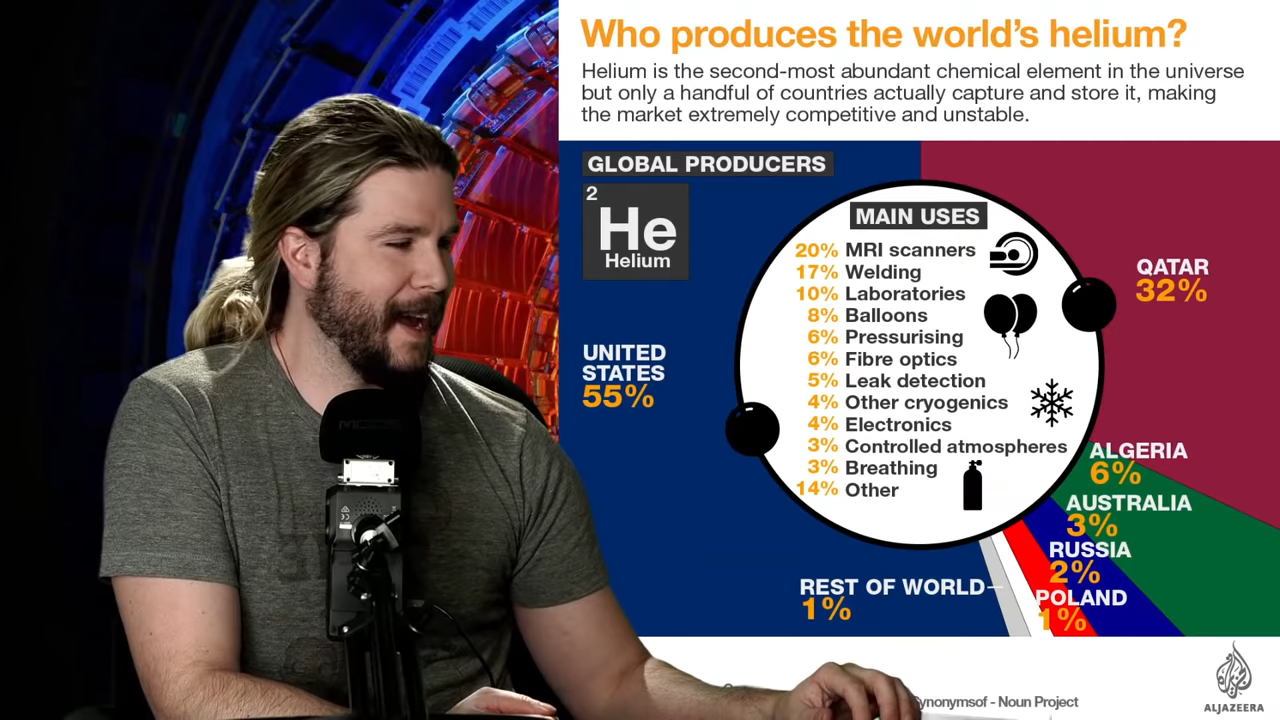 Who produces the world's helium?
Helium is the second-most abundant chemical element in the universe
but only a handful of countries actually capture and store it, making
the market extremely competitive and unstable.
GLOBAL PRODUCERS
2
He
Helium
MAIN USES
20% MRI scanners
17% Welding
10% Laboratories
8% Balloons
6% Pressurising
6% Fibre optics
5% Leak detection
4% Other cryogenics
4% Electronics
3% Controlled atmospheres
3% Breathing
14% Other
UNITED
STATES
55%
QATAR
32%
ALGERIA
6%
AUSTRALIA
3%
RUSSIA
2%
POLAND
1%
REST OF WORLD
1%
- Noun Project
ALJAZEERA